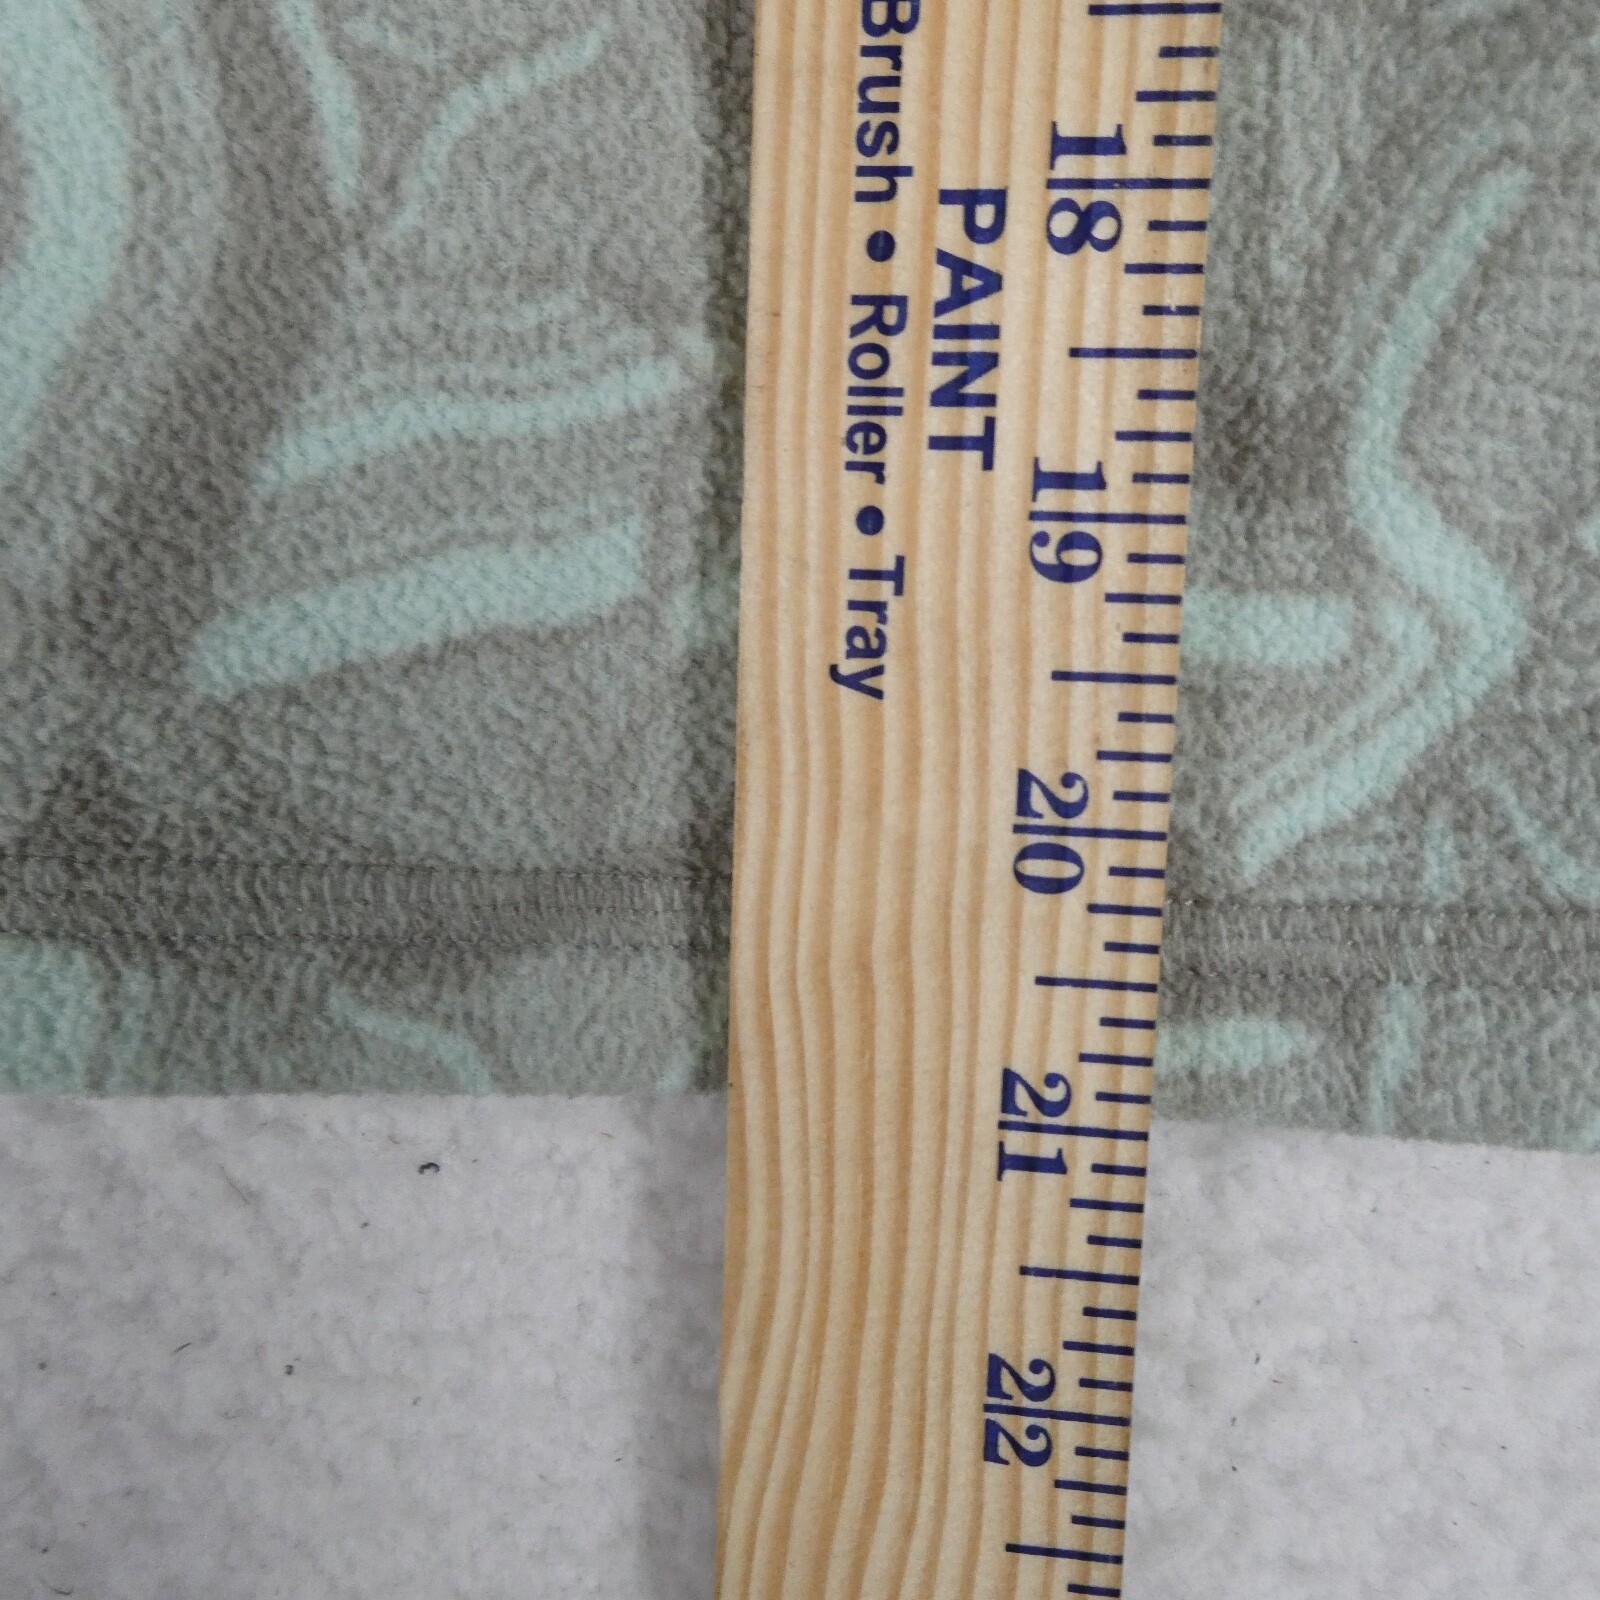 Brush • Roller • Tray
PAINT
18
19
20
21
22